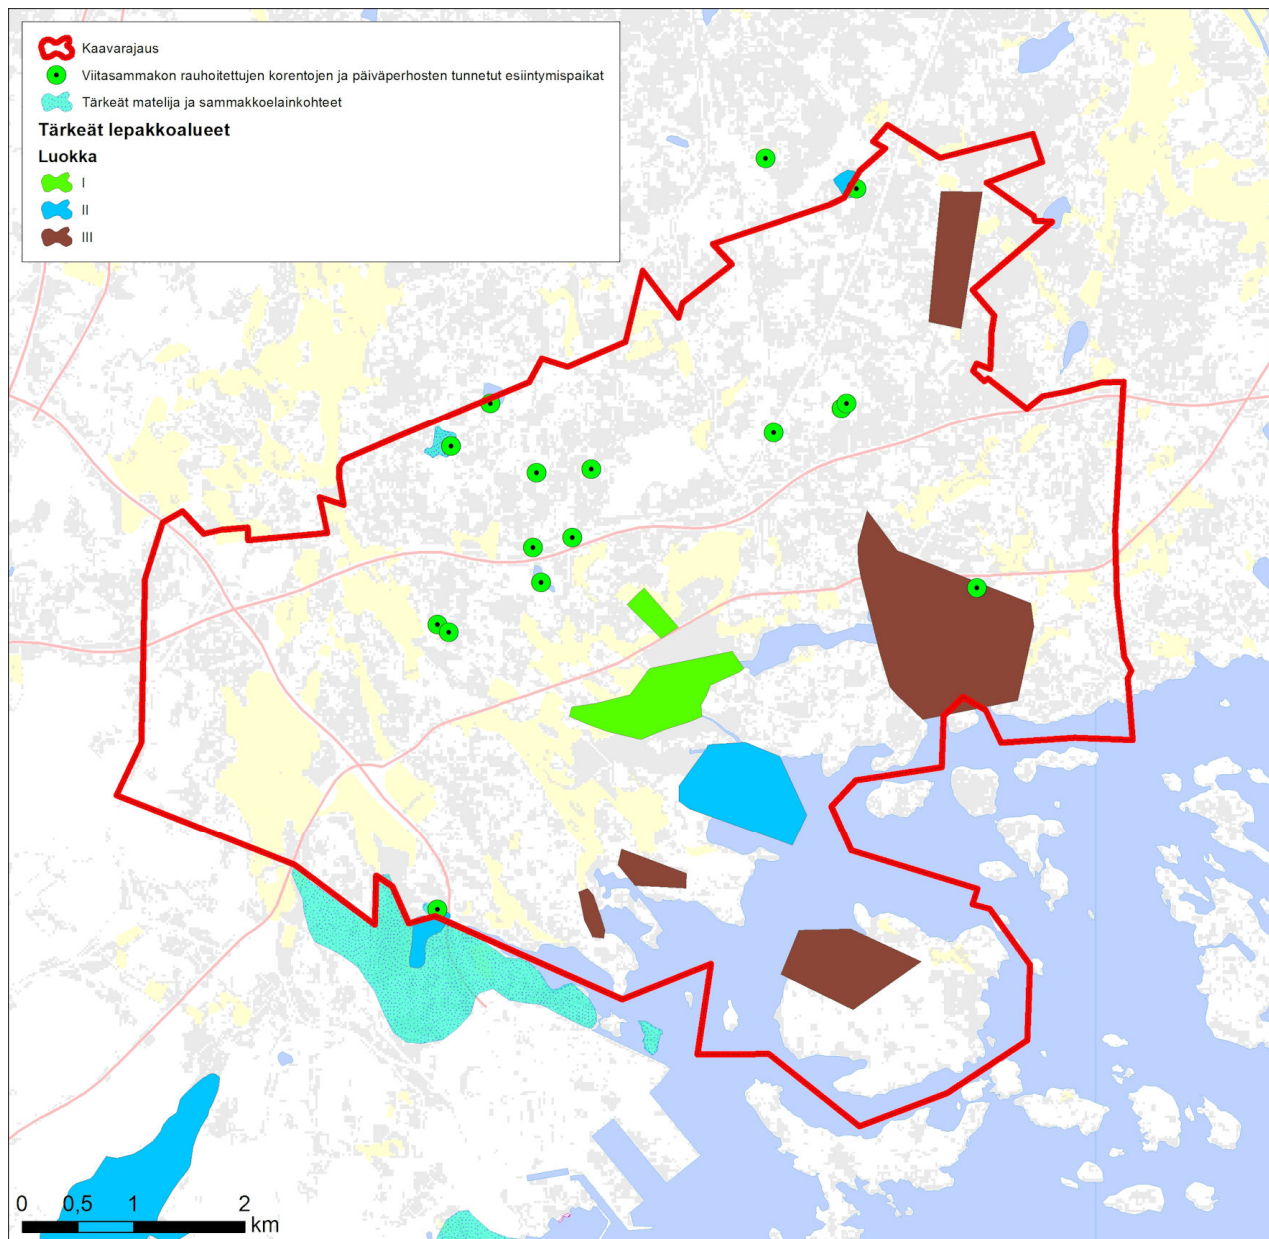 Kaavarajaus
Viitasammakon rauhoitettujen korentojen ja päiväperhosten tunnetut esiintymispaikat
Tärkeät matelija ja sammakkoelainkohteet
Tärkeät lepakkoalueet
Luokka
I
II
III
0 0,5 1 2
km